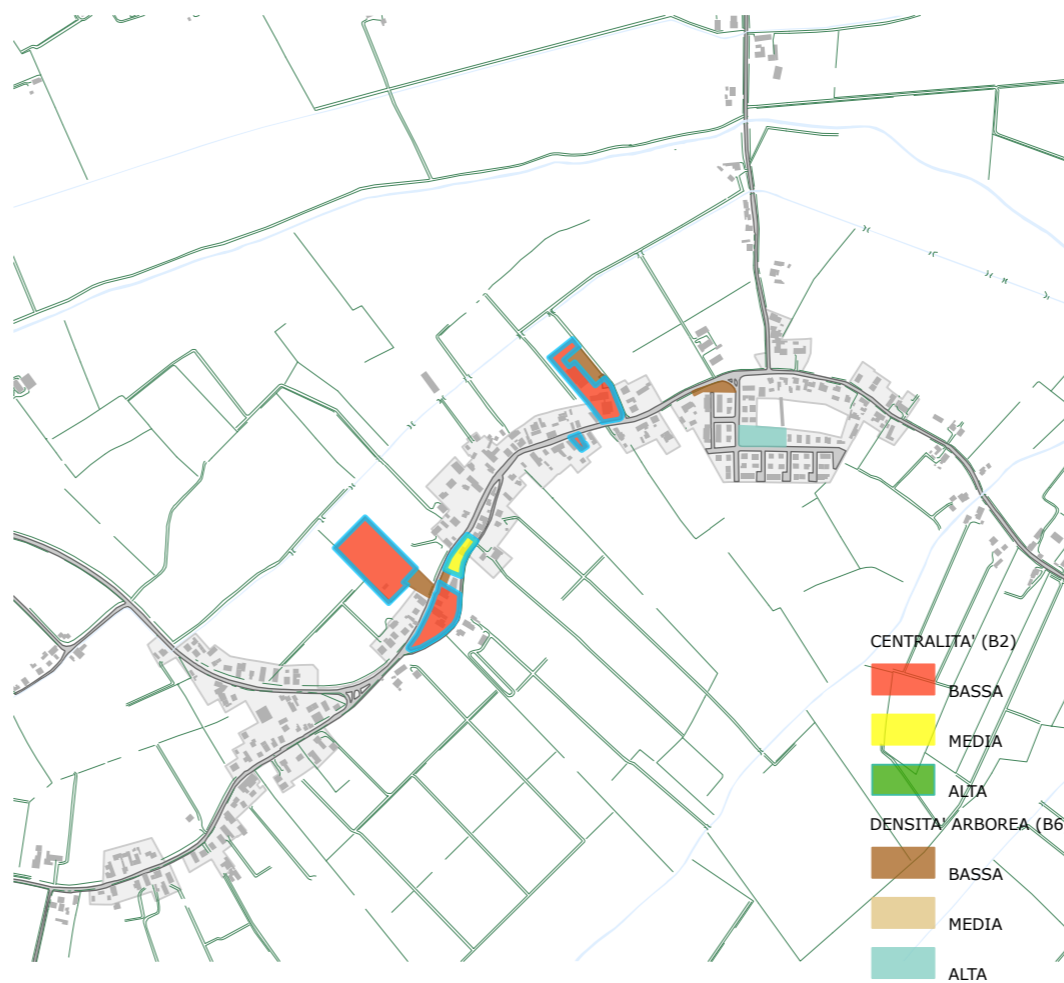 CENTRALITA' (B2)
BASSA
MEDIA
ALTA
DENSITA' ARBOREA (B6
BASSA
MEDIA
ALTA